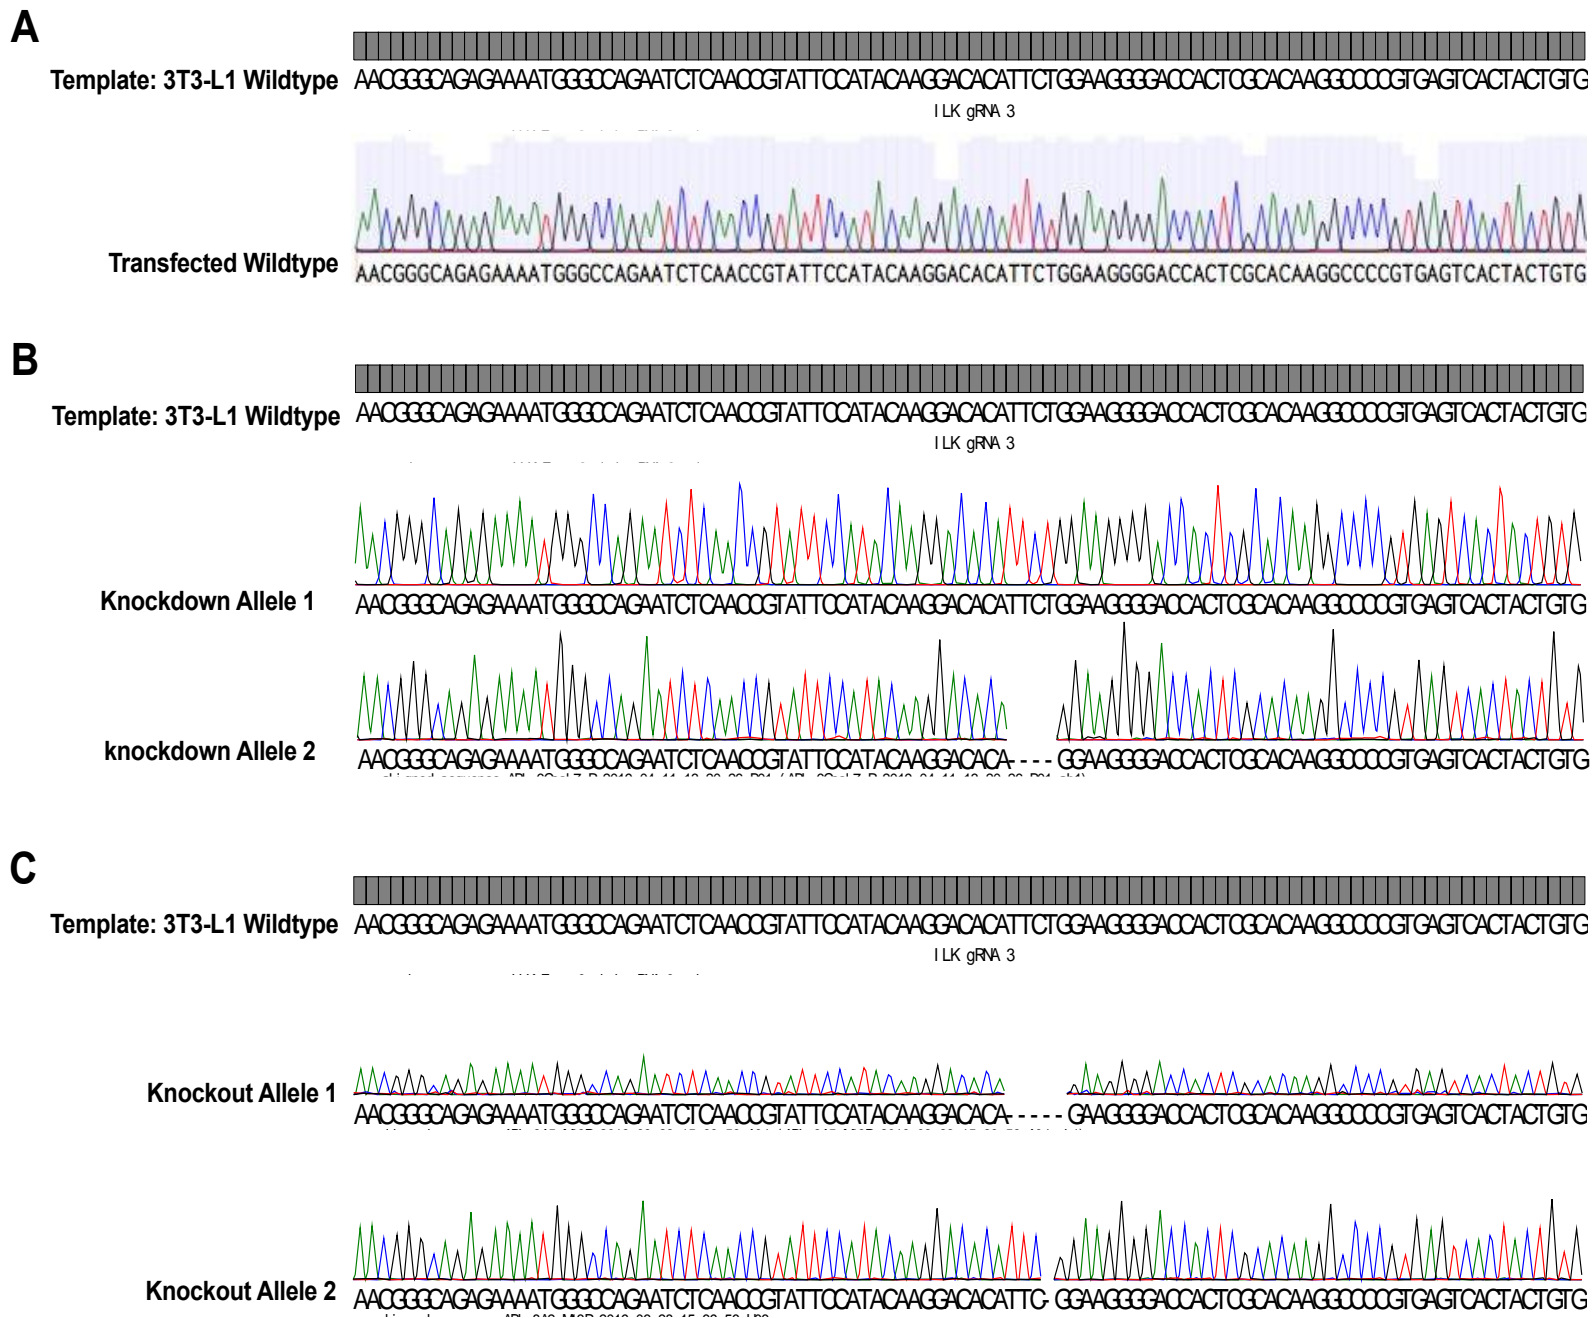 A
Template: 3T3-L1 Wildtype AACGGGCAGAGAAAATGGGCCAGAATCTCAACCGTATTCCATACAAGGACACATTCTGGAAGGGGACCACTCGCACAAGGCCCCGTGAGTCACTACTGTG
ILK gRNA 3
Transfected Wildtype AACGGGCAGAGAAAATGGGCCAGAATCTCAACCGTATTCCATACAAGGACACATTCTGGAAGGGGACCACTCGCACAAGGCCCCGTGAGTCACTACTGTG
B
Template: 3T3-L1 Wildtype AACGGGCAGAGAAAATGGGCCAGAATCTCAACCGTATTCCATACAAGGACACATTCTGGAAGGGGACCACTCGCACAAGGCCCCGTGAGTCACTACTGTG
ILK gRNA 3
Knockdown Allele 1 AACGGGCAGAGAAAATGGGCCAGAATCTCAACCGTATTCCATACAAGGACACATTCTGGAAGGGGACCACTCGCACAAGGCCCCGTGAGTCACTACTGTG
knockdown Allele 2 AACGGGCAGAGAAAATGGGCCAGAATCTCAACCGTATTCCATACAAGGACACA----GGAAGGGGACCACTCGCACAAGGCCCCGTGAGTCACTACTGTG
C
Template: 3T3-L1 Wildtype AACGGGCAGAGAAAATGGGCCAGAATCTCAACCGTATTCCATACAAGGACACATTCTGGAAGGGGACCACTCGCACAAGGCCCCGTGAGTCACTACTGTG
ILK gRNA 3
Knockout Allele 1 AACGGGCAGAGAAAATGGGCCAGAATCTCAACCGTATTCCATACAAGGACACA-----GAAGGGGACCACTCGCACAAGGCCCCGTGAGTCACTACTGTG
Knockout Allele 2 AACGGGCAGAGAAAATGGGCCAGAATCTCAACCGTATTCCATACAAGGACACATTC-GGAAGGGGACCACTCGCACAAGGCCCCGTGAGTCACTACTGTG